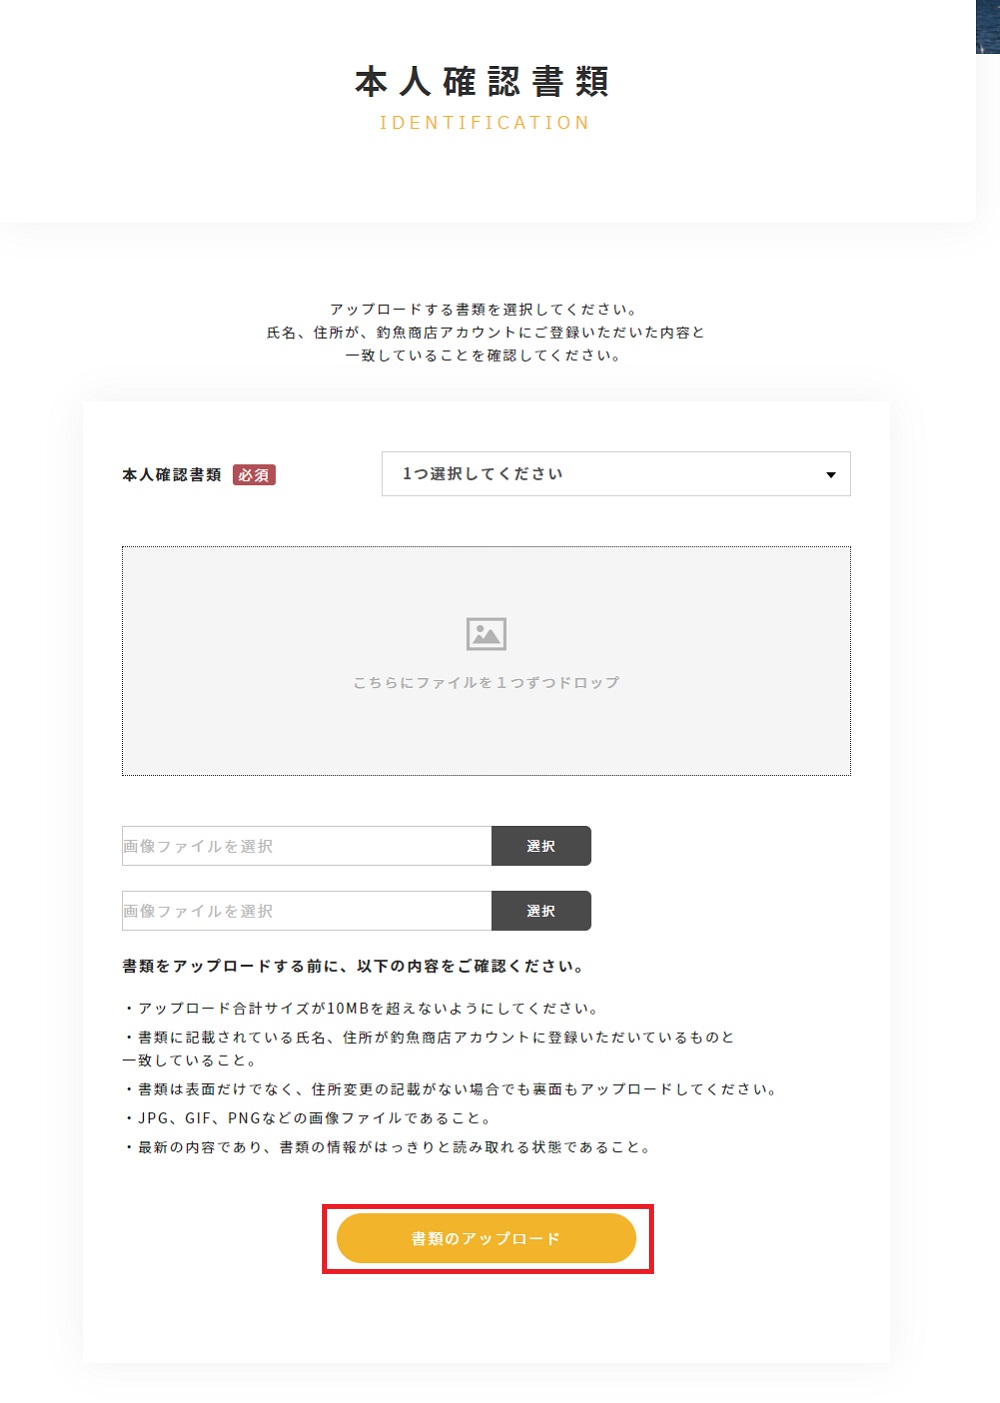 本人確認書類
IDENTIFICATION
アップロードする書類を選択してください。
氏名、住所が、釣魚商店アカウントにご登録いただいた内容と
一致していることを確認してください。
本人確認書類 必須 1つ選択してください
こちらにファイルを１つずつドロップ
画像ファイルを選択 選択
画像ファイルを選択 選択
書類をアップロードする前に、以下の内容をご確認ください。
・アップロード合計サイズが10MBを超えないようにしてください。
・書類に記載されている氏名、住所が釣魚商店アカウントに登録いただいているものと
一致していること。
・書類は表面だけでなく、住所変更の記載がない場合でも裏面もアップロードしてください。
・JPG、GIF、PNGなどの画像ファイルであること。
・最新の内容であり、書類の情報がはっきりと読み取れる状態であること。
書類のアップロード